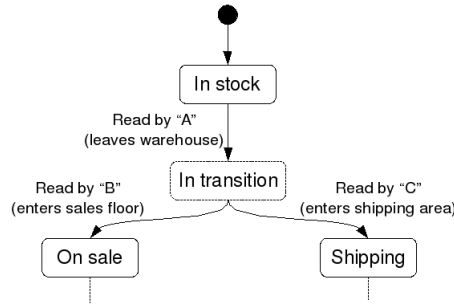 In stock
Read by “A”
(leaves warehouse)
In transition
Read by “B”
(enters sales floor)
Read by “C”
(enters shipping area)
On sale
Shipping